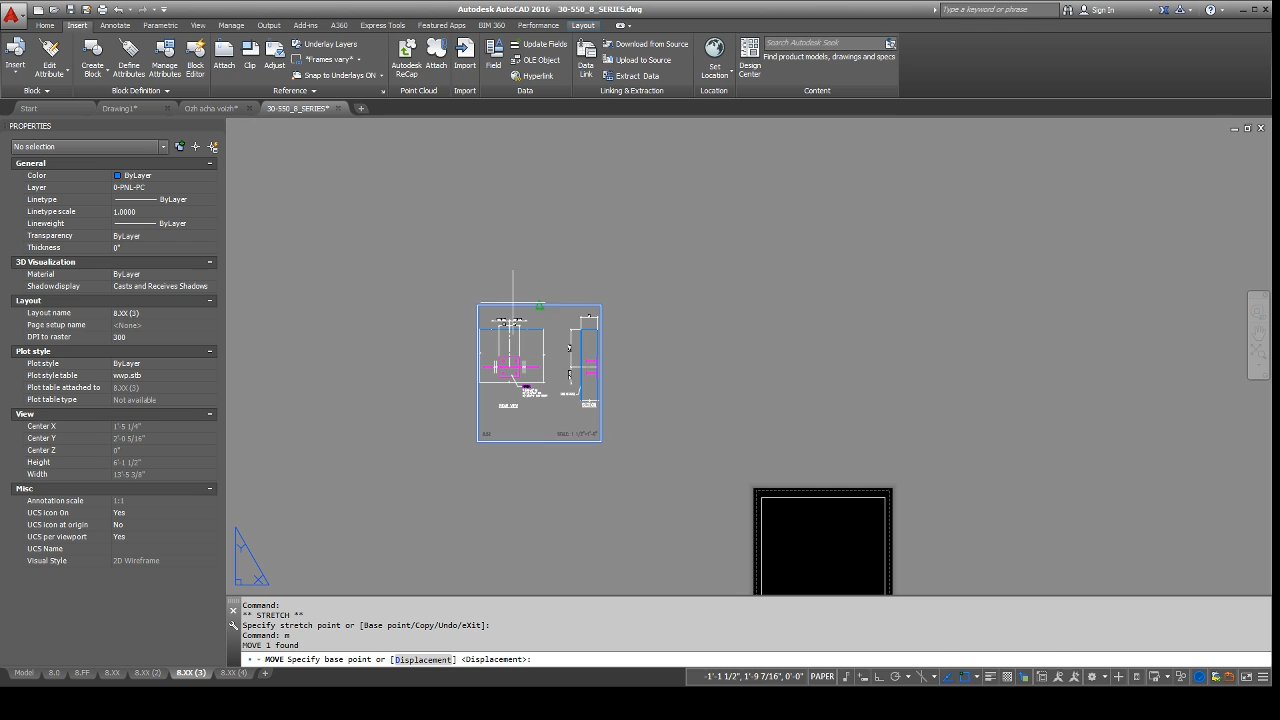 Autodesk AutoCAD 2016 30-550_8_SERIES.dwg
Type a keyword or phrase
Sign In
Home Insert Annotate Parametric View Manage Output Add-ins A360 Express Tools Featured Apps BIM 360 Performance Layout
Insert
Edit
Attribute
Create
Block
Define
Attributes
Manage
Attributes
Block
Editor
Attach
Clip
Adjust
Underlay Layers
*Frames vary*
Snap to Underlays ON
Autodesk
ReCap
Attach
Import
Field
Update Fields
OLE Object
Hyperlink
Data
Link
Download from Source
Upload to Source
Extract Data
Set
Location
Design
Center
Search Autodesk Seek
Find product models, drawings and specs
Block Block Definition Reference Point Cloud Import Data Linking & Extraction Location Content
Start Drawing1* Ozh acha voizh* 30-550_8_SERIES*
PROPERTIES
No selection
General
Color ByLayer
Layer 0-PNL-PC
Linetype ByLayer
Linetype scale 1.0000
Lineweight ByLayer
Transparency ByLayer
Thickness 0"
3D Visualization
Material ByLayer
Shadow display Casts and Receives Shadows
Layout
Layout name 8.XX (3)
Page setup name <None>
DPI to raster 300
Plot style
Plot style ByLayer
Plot style table wwp.stb
Plot table attached to 8.XX (3)
Plot table type Not available
View
Center X 1'-5 1/4"
Center Y 2'-0 5/16"
Center Z 0"
Height 6'-1 1/2"
Width 13'-5 3/8"
Misc
Annotation scale 1:1
UCS icon On Yes
UCS icon at origin No
UCS per viewport Yes
UCS Name
Visual Style 2D Wireframe
Y
X
Command:
** STRETCH **
Specify stretch point or [Base point/Copy/Undo/eXit]:
Command: m
MOVE 1 found
MOVE Specify base point or [Displacement] <Displacement>:
Model 8.0 8.FF 8.XX 8.XX (2) 8.XX (3) 8.XX (4)
-1'-1 1/2", 1'-9 7/16", 0'-0" PAPER